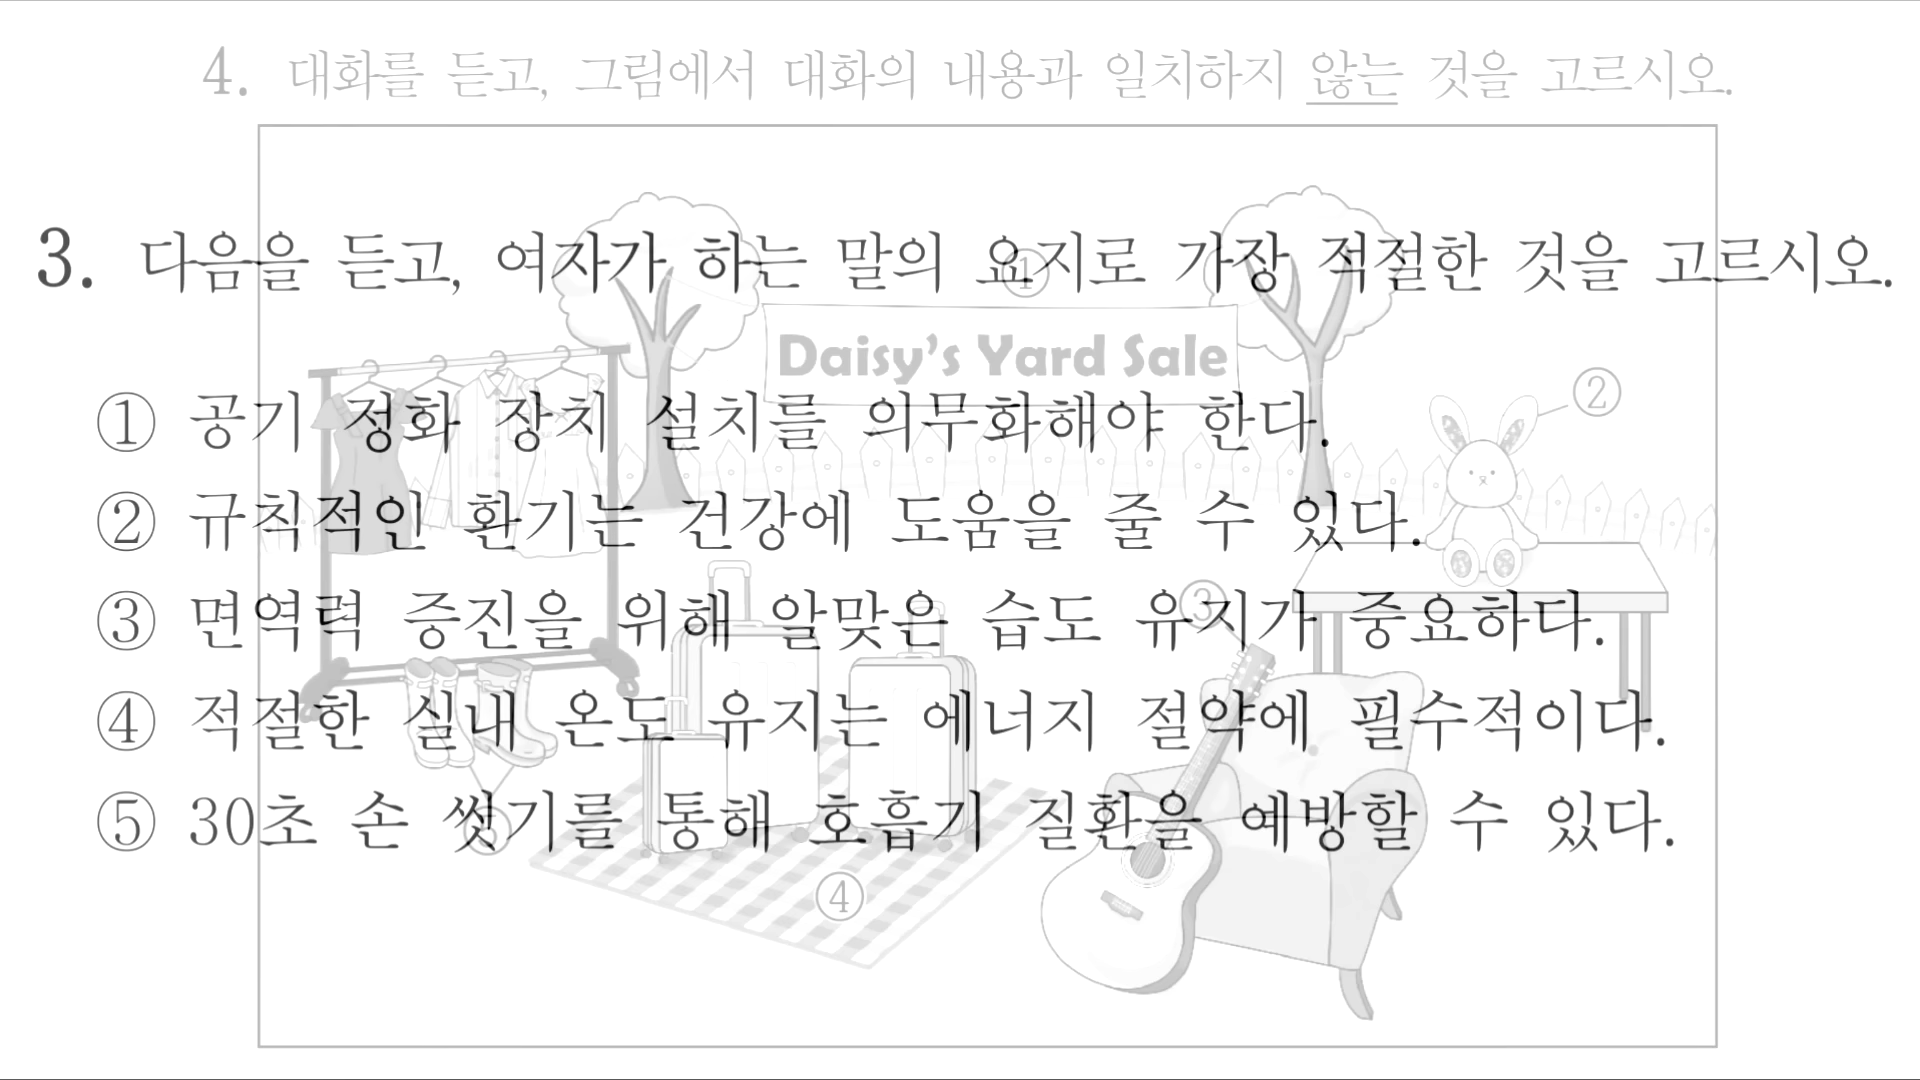 4. 대화를 듣고, 그림에서 대화의 내용과 일치하지 않는 것을 고르시오.
3. 다음을 듣고, 여자가 하는 말의 요지로 가장 적절한 것을 고르시오.
①
Daisy's Yard Sale
②
① 공기 정화 장치 설치를 의무화해야 한다.
② 규칙적인 환기는 건강에 도움을 줄 수 있다.
③
③ 면역력 증진을 위해 알맞은 습도 유지가 중요하다.
④ 적절한 실내 온도 유지는 에너지 절약에 필수적이다.
⑤ 30초 손 씻기를 통해 호흡기 질환을 예방할 수 있다.
④